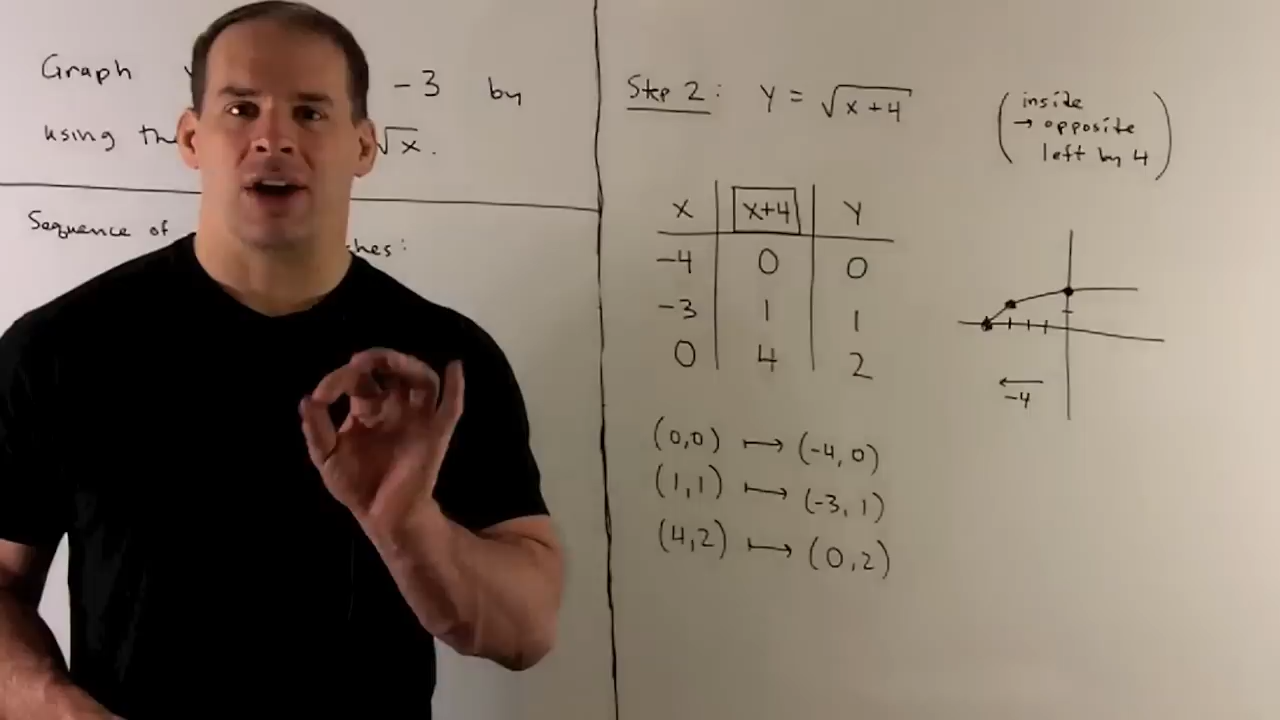 Graph -3 by
using the √x.
Sequence of
Step 2: Y = √(x+4)
(inside
→ opposite
left by 4)
X | x+4 | Y
-4 | 0 | 0
-3 | 1 | 1
0 | 4 | 2
←
-4
(0,0) ↦ (-4,0)
(1,1) ↦ (-3,1)
(4,2) ↦ (0,2)